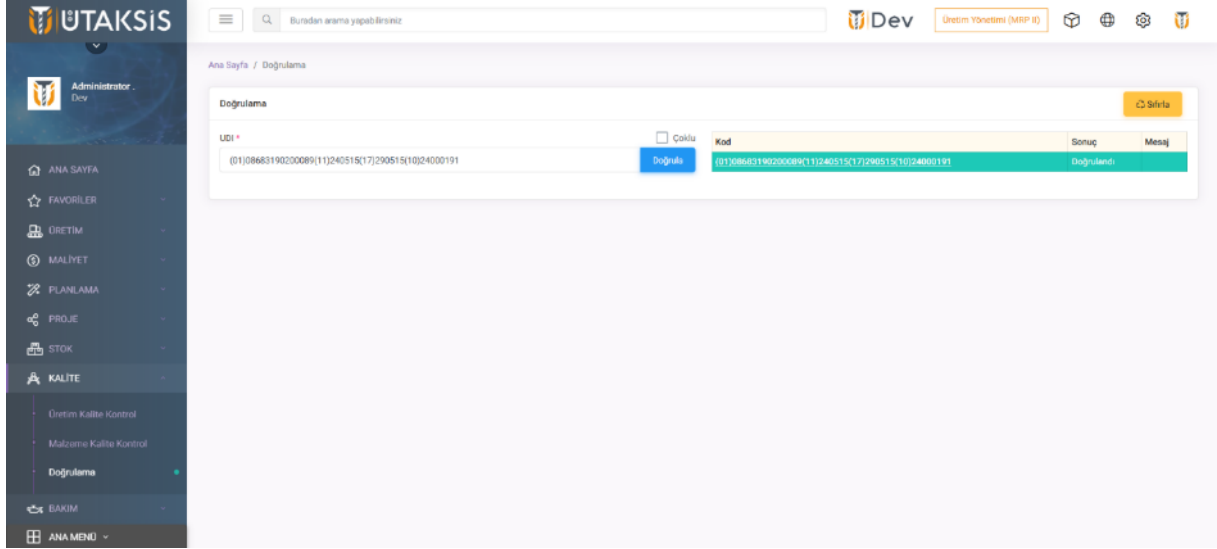 ÜTAKSİS
Buradan arama yapabilirsiniz
Dev
Üretim Yönetimi (MRP II)
Administrator .
Dev
Ana Sayfa / Doğrulama
Doğrulama
Sıfırla
UDI *
Çoklu
(01)08683190200089(11)240515(17)290515(10)24000191
Doğrula
Kod Sonuç Mesaj
(01)08683190200089(11)240515(17)290515(10)24000191 Doğrulandı
ANA SAYFA
FAVORİLER
ÜRETİM
MALİYET
PLANLAMA
PROJE
STOK
KALİTE
Üretim Kalite Kontrol
Malzeme Kalite Kontrol
Doğrulama
BAKIM
ANA MENÜ